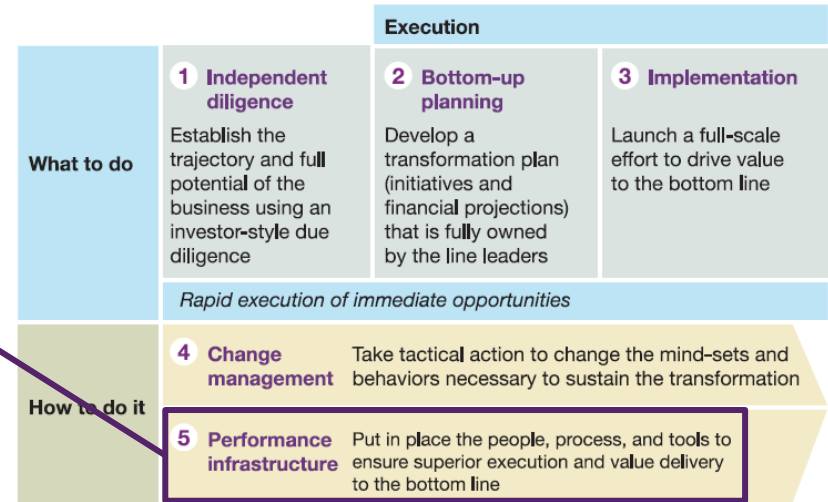 Execution
What to do
1 Independent
diligence
Establish the
trajectory and full
potential of the
business using an
investor-style due
diligence
2 Bottom-up
planning
Develop a
transformation plan
(initiatives and
financial projections)
that is fully owned
by the line leaders
3 Implementation
Launch a full-scale
effort to drive value
to the bottom line
Rapid execution of immediate opportunities
How to do it
4 Change
management
Take tactical action to change the mind-sets and
behaviors necessary to sustain the transformation
5 Performance
infrastructure
Put in place the people, process, and tools to
ensure superior execution and value delivery
to the bottom line